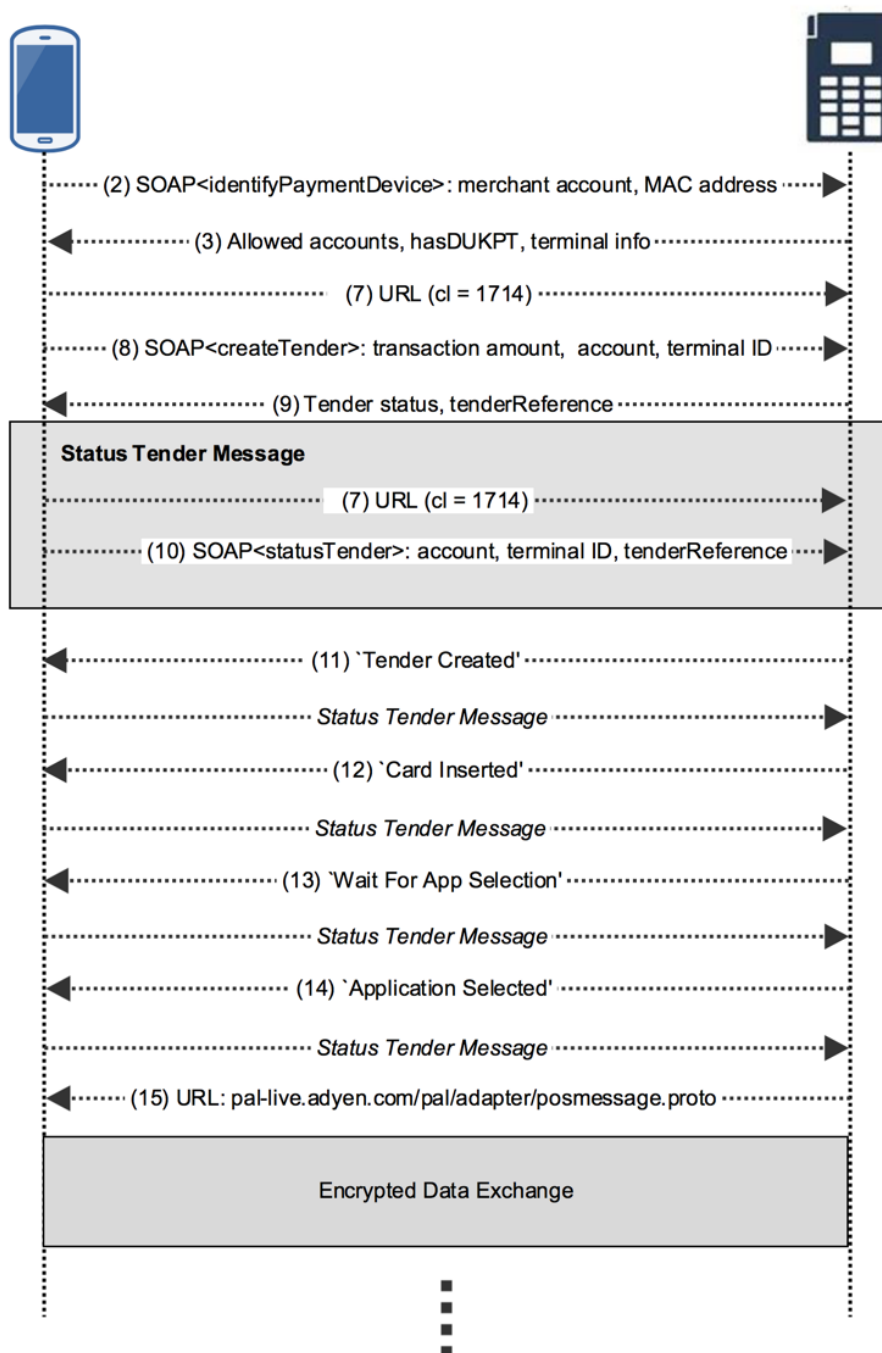 (2) SOAP<identifyPaymentDevice>: merchant account, MAC address
(3) Allowed accounts, hasDUKPT, terminal info
(7) URL (cl = 1714)
(8) SOAP<createTender>: transaction amount, account, terminal ID
(9) Tender status, tenderReference
Status Tender Message
(7) URL (cl = 1714)
(10) SOAP<statusTender>: account, terminal ID, tenderReference
(11) `Tender Created'
Status Tender Message
(12) `Card Inserted'
Status Tender Message
(13) `Wait For App Selection'
Status Tender Message
(14) `Application Selected'
Status Tender Message
(15) URL: pal-live.adyen.com/pal/adapter/posmessage.proto
Encrypted Data Exchange